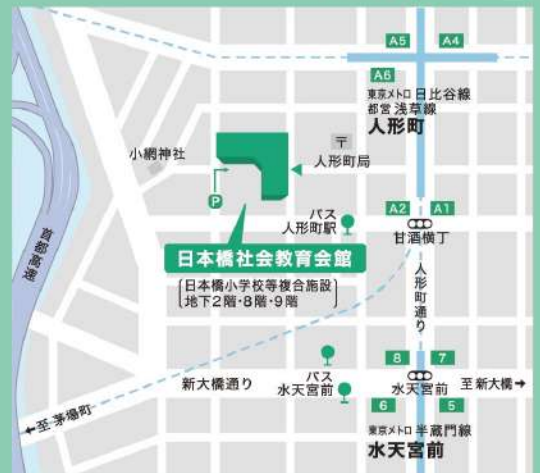 A5
A4
A6
東京メトロ 日比谷線
都営 浅草線
人形町
〒
人形町局
小網神社
P
バス
人形町駅
A2
A1
甘酒横丁
首都高速
日本橋社会教育会館
日本橋小学校等複合施設
地下2階・8階・9階
人形町通り
8
7
バス
水天宮前
新大橋通り
水天宮前
至 新大橋→
←至 茅場町
6
5
東京メトロ 半蔵門線
水天宮前